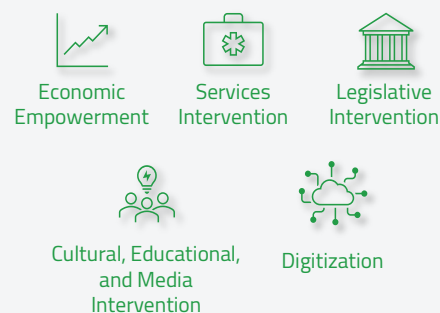 Economic
Empowerment
Services
Intervention
Legislative
Intervention
Cultural, Educational,
and Media
Intervention
Digitization